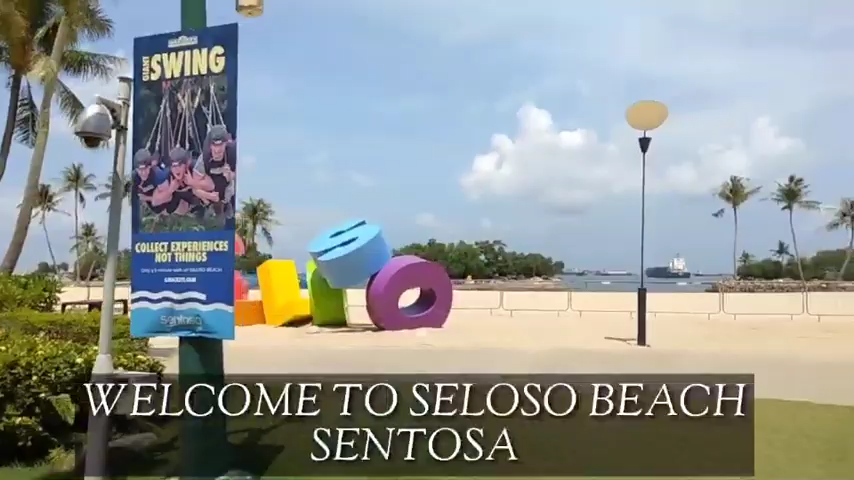 GIANT
SWING
COLLECT EXPERIENCES
NOT THINGS
sentosa
WELCOME TO SELOSO BEACH
SENTOSA